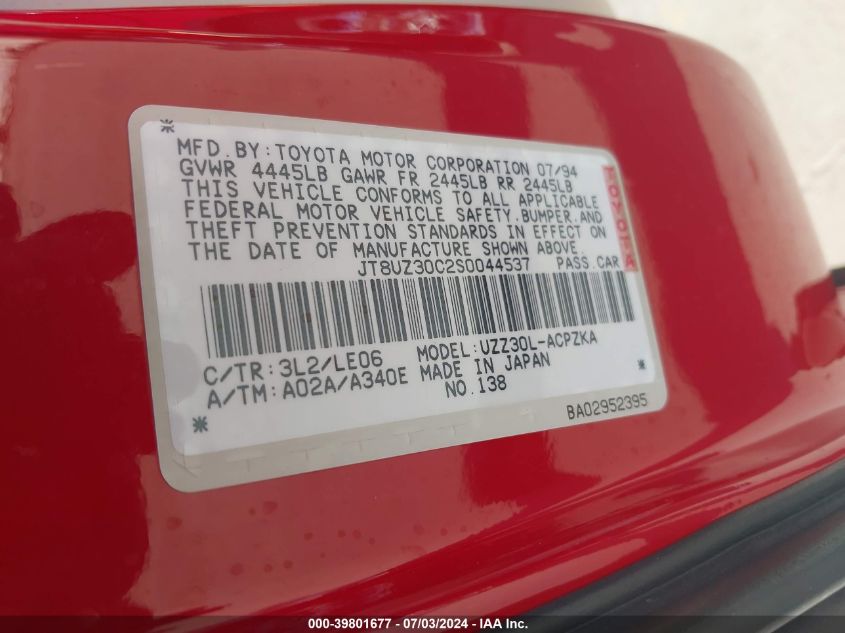 MFD.BY:TOYOTA MOTOR CORPORATION 07/94
GVWR 4445LB GAWR FR 2445LB RR 2445LB
THIS VEHICLE CONFORMS TO ALL APPLICABLE
FEDERAL MOTOR VEHICLE SAFETY.BUMPER.AND
THEFT PREVENTION STANDARDS IN EFFECT ON
THE DATE OF MANUFACTURE SHOWN ABOVE.
JT8UZ30C2S0044537 PASS.CAR
TOYOTA
C/TR: 3L2/LE06 MODEL: UZZ30L-ACPZKA
A/TM: A02A/A340E MADE IN JAPAN
NO.138
BA02952395
000-39801677 - 07/03/2024 - IAA Inc.